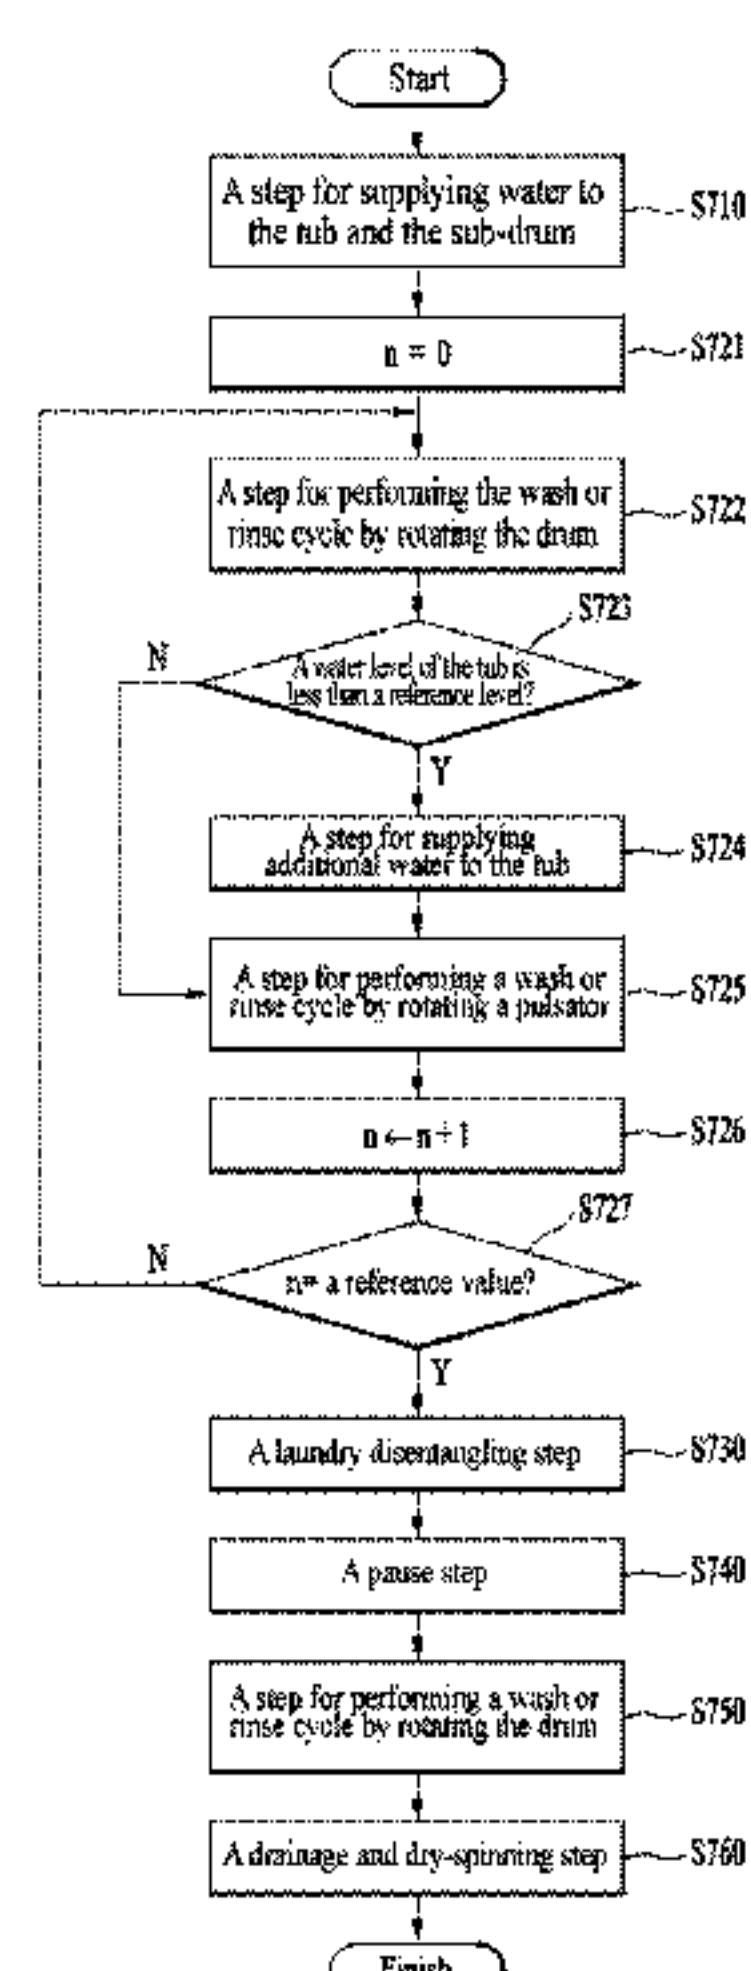 Start
A step for supplying water to
the tub and the sub-drum
S710
n = 0
S721
A step for performing the wash or
rinse cycle by rotating the drum
S722
S723
A water level of the tub is
less than a reference level?
N
Y
A step for supplying
additional water to the tub
S724
A step for performing a wash or
rinse cycle by rotating a pulsator
S725
n ← n + 1
S726
S727
n= a reference value?
N
Y
A laundry disentangling step
S730
A pause step
S740
A step for performing a wash or
rinse cycle by rotating the drum
S750
A drainage and dry-spinning step
S760
Finish